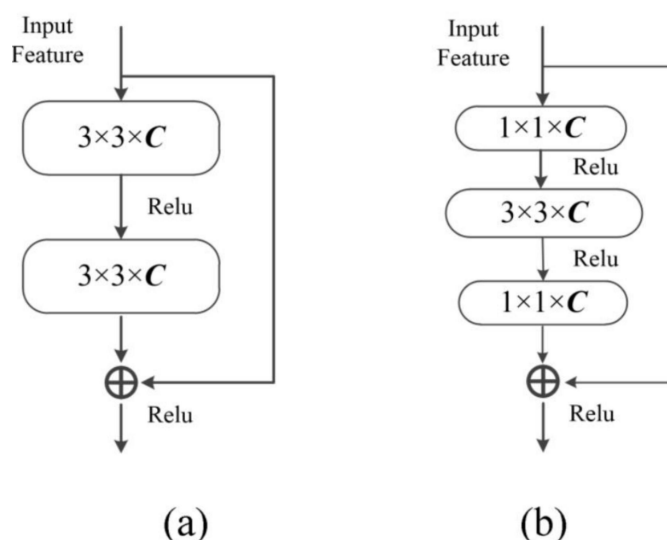 Input
Feature
3×3×C
Relu
3×3×C
Relu
(a)
Input
Feature
1×1×C
Relu
3×3×C
Relu
1×1×C
Relu
(b)